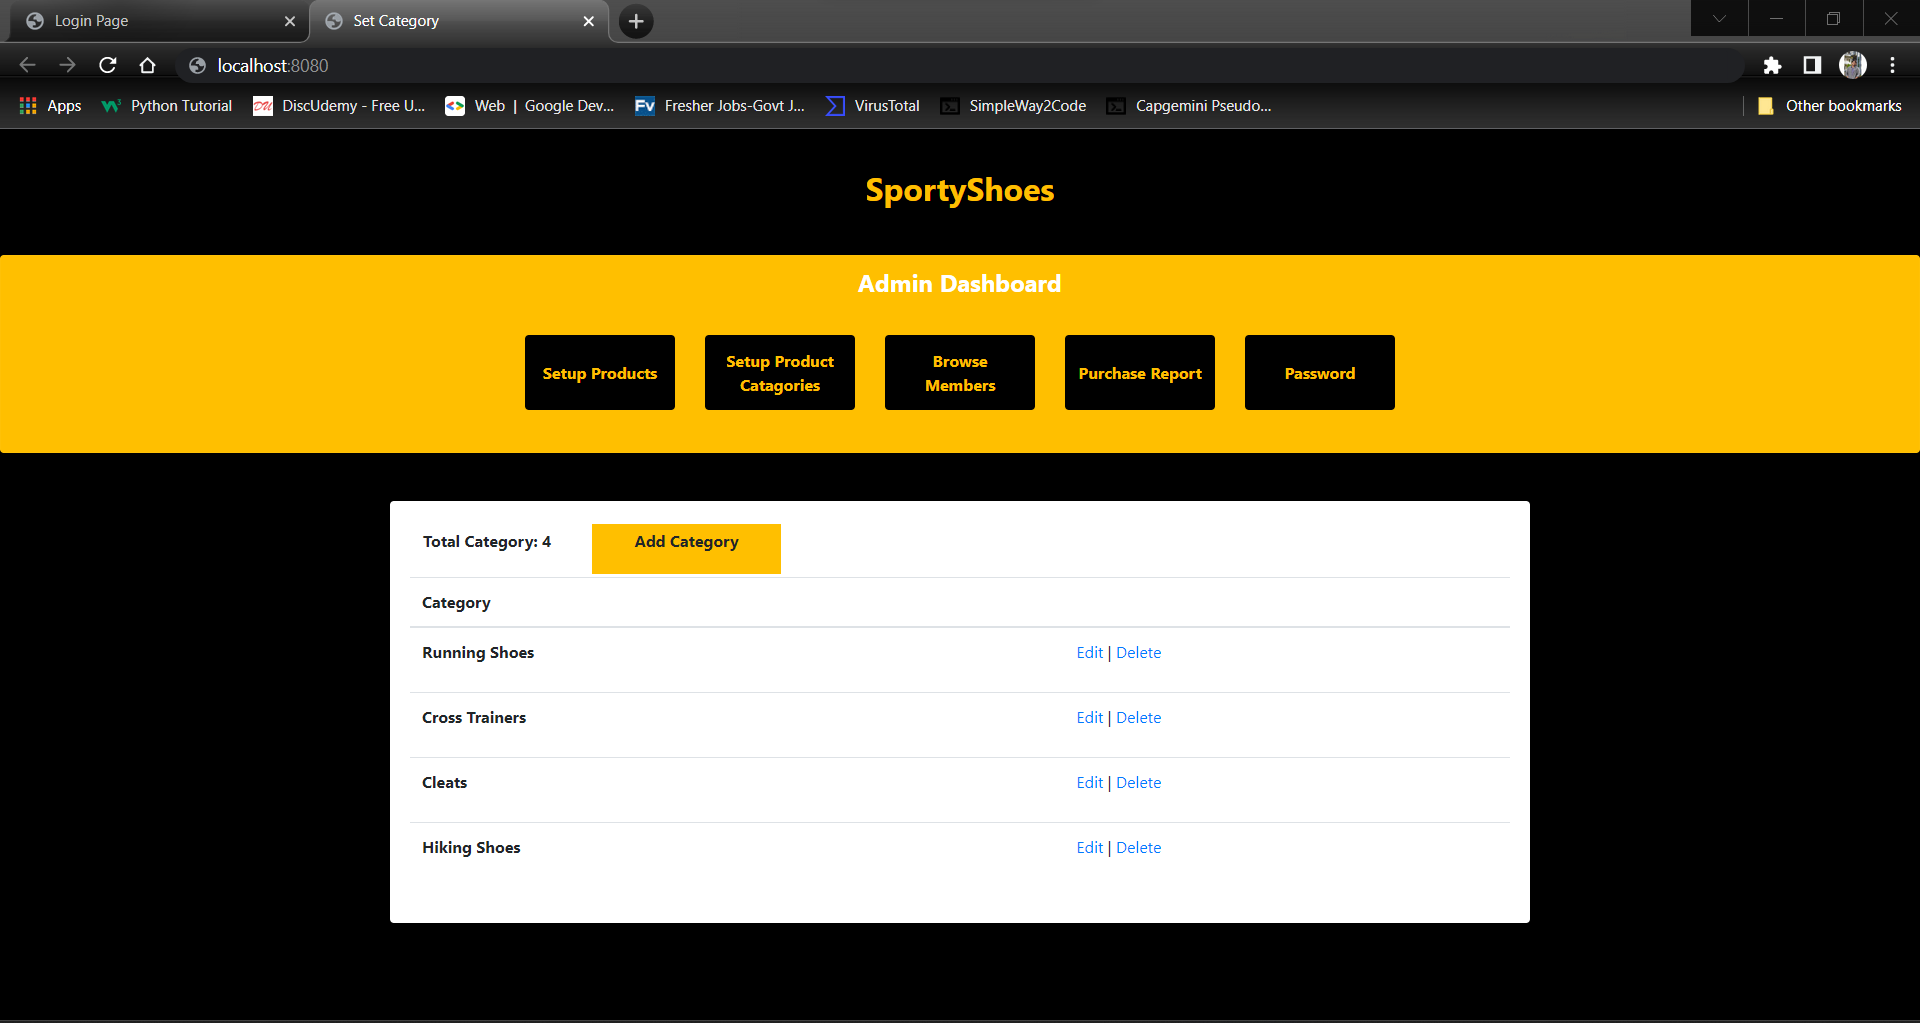 Login Page
Set Category
localhost:8080
Apps
Python Tutorial
DiscUdemy - Free U...
Web | Google Dev...
Fresher Jobs-Govt J...
VirusTotal
SimpleWay2Code
Capgemini Pseudo...
Other bookmarks
SportyShoes
Admin Dashboard
Setup Products
Setup Product
Catagories
Browse
Members
Purchase Report
Password
Total Category: 4
Add Category
Category
Running Shoes
Edit | Delete
Cross Trainers
Edit | Delete
Cleats
Edit | Delete
Hiking Shoes
Edit | Delete